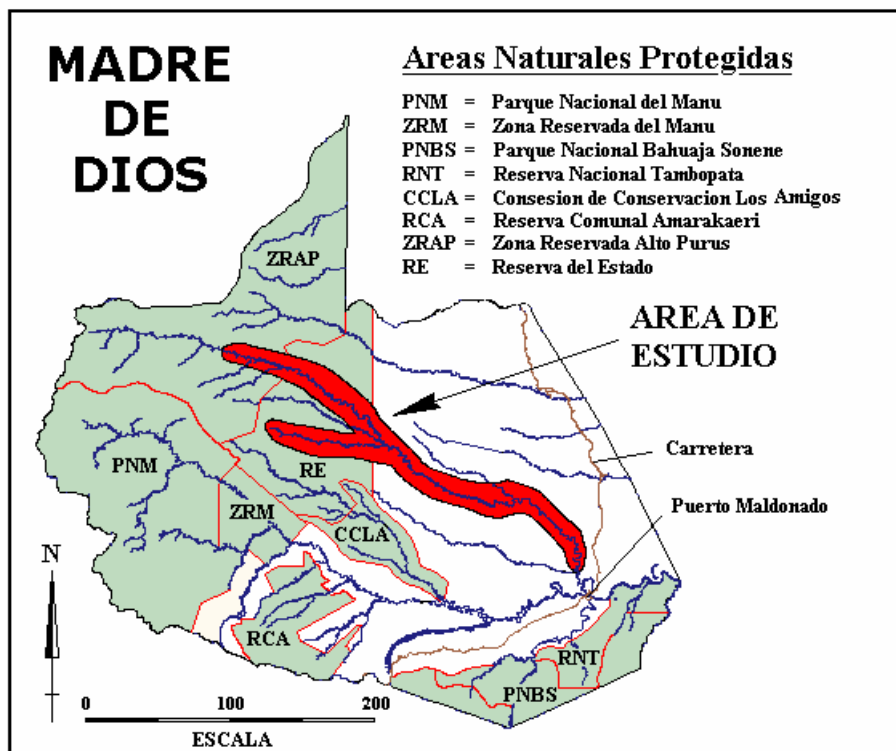 MADRE
DE
DIOS
Areas Naturales Protegidas
PNM = Parque Nacional del Manu
ZRM = Zona Reservada del Manu
PNBS = Parque Nacional Bahuaja Sonene
RNT = Reserva Nacional Tambopata
CCLA = Consesion de Conservacion Los Amigos
RCA = Reserva Comunal Amarakaeri
ZRAP = Zona Reservada Alto Purus
RE = Reserva del Estado
ZRAP
AREA DE
ESTUDIO
Carretera
PNM
RE
Puerto Maldonado
ZRM
CCLA
N
RCA
RNT
PNBS
0 100 200
ESCALA